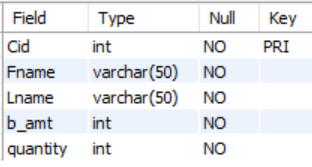 Field Type Null Key
Cid int NO PRI
Fname varchar(50) NO
Lname varchar(50) NO
b_amt int NO
quantity int NO